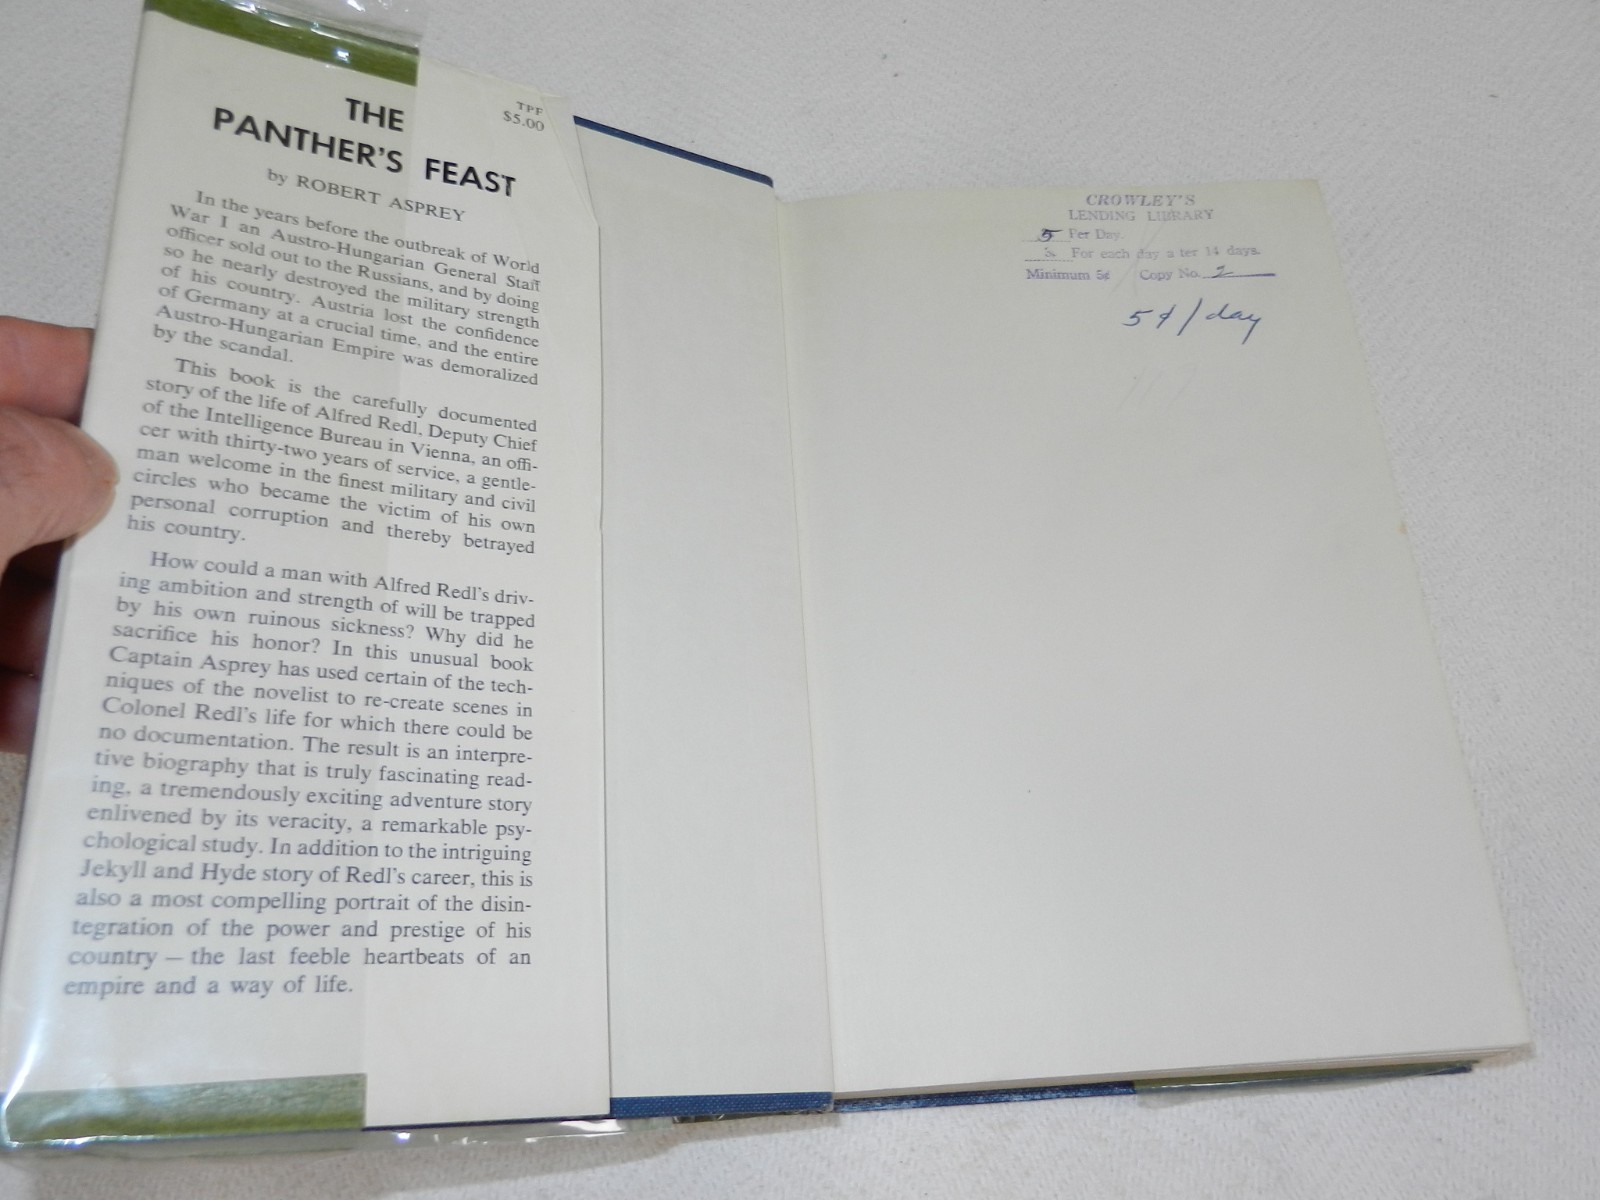 THE
PANTHER'S FEAST
TPF
$5.00
by ROBERT ASPREY
In the years before the outbreak of World
War I an Austro-Hungarian General Staff
officer sold out to the Russians, and by doing
so he nearly destroyed the military strength
of his country. Austria lost the confidence
of Germany at a crucial time, and the entire
Austro-Hungarian Empire was demoralized
by the scandal.
This book is the carefully documented
story of the life of Alfred Redl, Deputy Chief
of the Intelligence Bureau in Vienna, an offi-
cer with thirty-two years of service, a gentle-
man welcome in the finest military and civil
circles who became the victim of his own
personal corruption and thereby betrayed
his country.
How could a man with Alfred Redl's driv-
ing ambition and strength of will be trapped
by his own ruinous sickness? Why did he
sacrifice his honor? In this unusual book
Captain Asprey has used certain of the tech-
niques of the novelist to re-create scenes in
Colonel Redl's life for which there could be
no documentation. The result is an interpre-
tive biography that is truly fascinating read-
ing, a tremendously exciting adventure story
enlivened by its veracity, a remarkable psy-
chological study. In addition to the intriguing
Jekyll and Hyde story of Redl's career, this is
also a most compelling portrait of the disin-
tegration of the power and prestige of his
country — the last feeble heartbeats of an
empire and a way of life.
CROWLEY'S
LENDING LIBRARY
5 Per Day.
5 For each day after 14 days.
Minimum 5¢ Copy No. 2
5¢/day